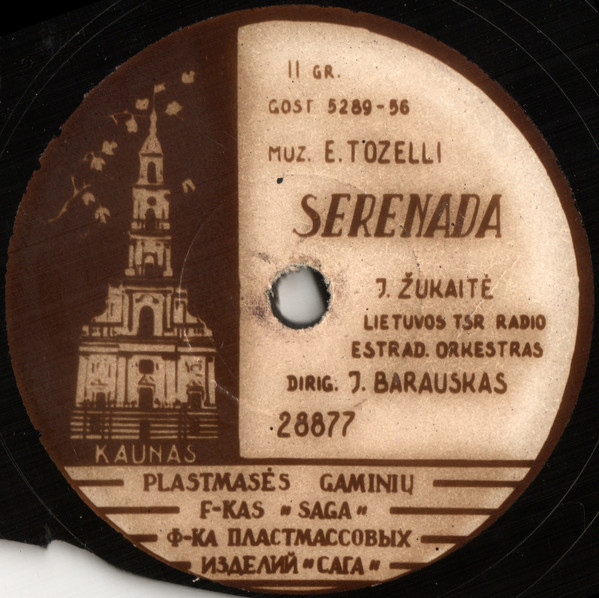 II GR.
GOST 5289-56
MUZ. E. TOZELLI
SERENADA
J. ŽUKAITĖ
LIETUVOS TSR RADIO
ESTRAD. ORKESTRAS
DIRIG. J. BARAUSKAS
28877
KAUNAS
PLASTMASĖS GAMINIŲ
F-KAS "SAGA"
Ф-КА ПЛАСТМАССОВЫХ
ИЗДЕЛИЙ "САГА"